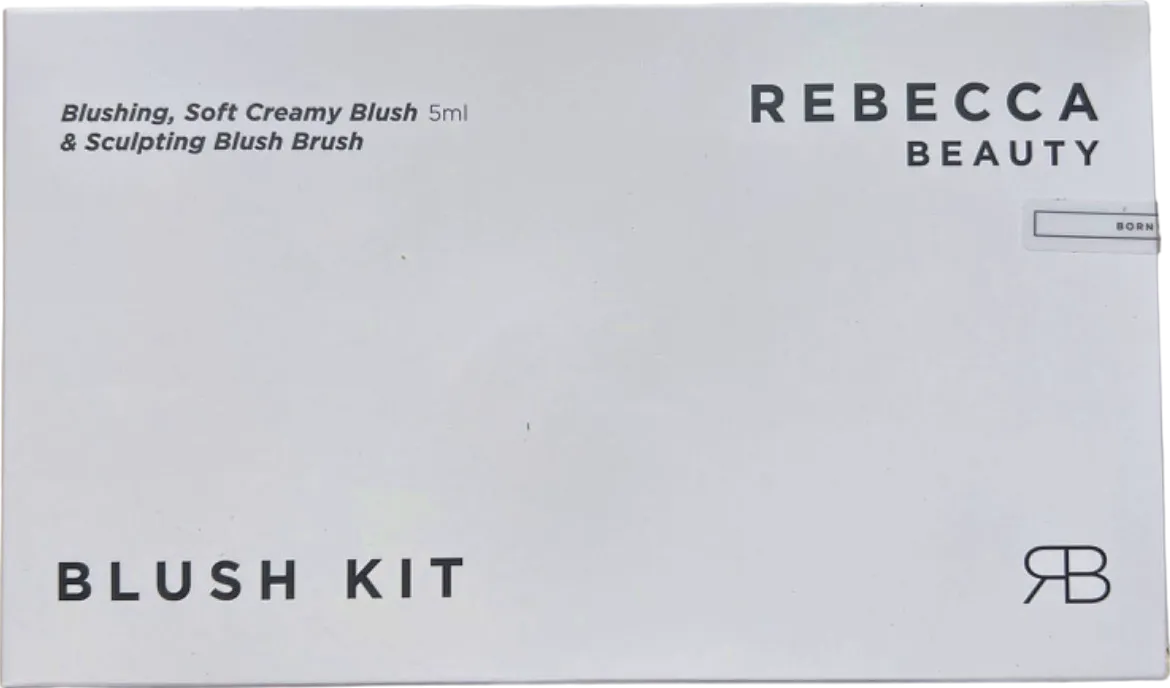 Blushing, Soft Creamy Blush 5ml
& Sculpting Blush Brush
REBECCA
BEAUTY
BORN
BLUSH KIT
RB